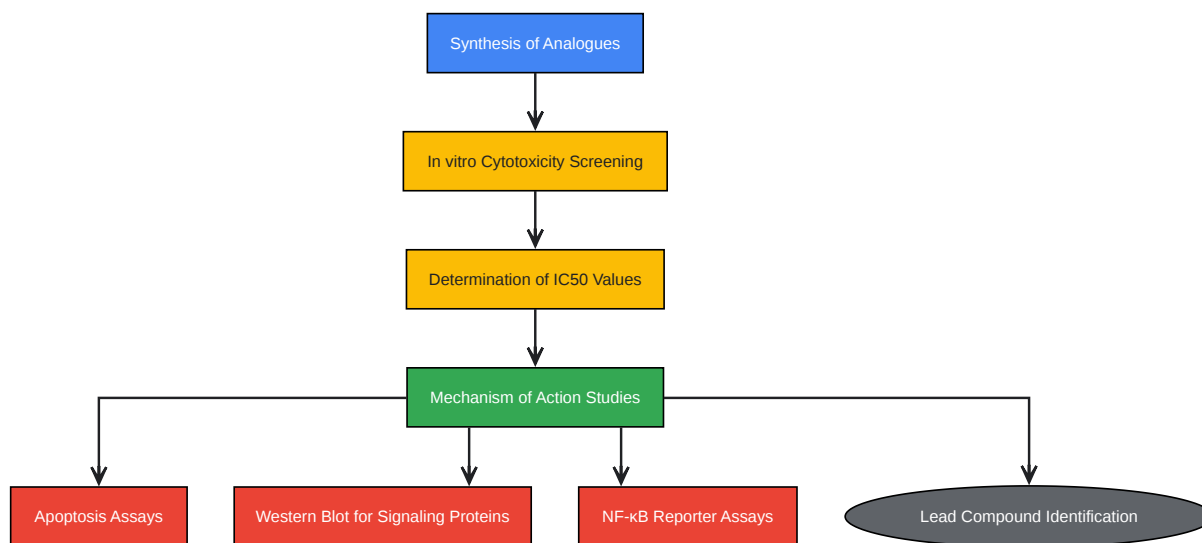 Synthesis of Analogues
In vitro Cytotoxicity Screening
Determination of IC50 Values
Mechanism of Action Studies
Apoptosis Assays
Western Blot for Signaling Proteins
NF-κB Reporter Assays
Lead Compound Identification